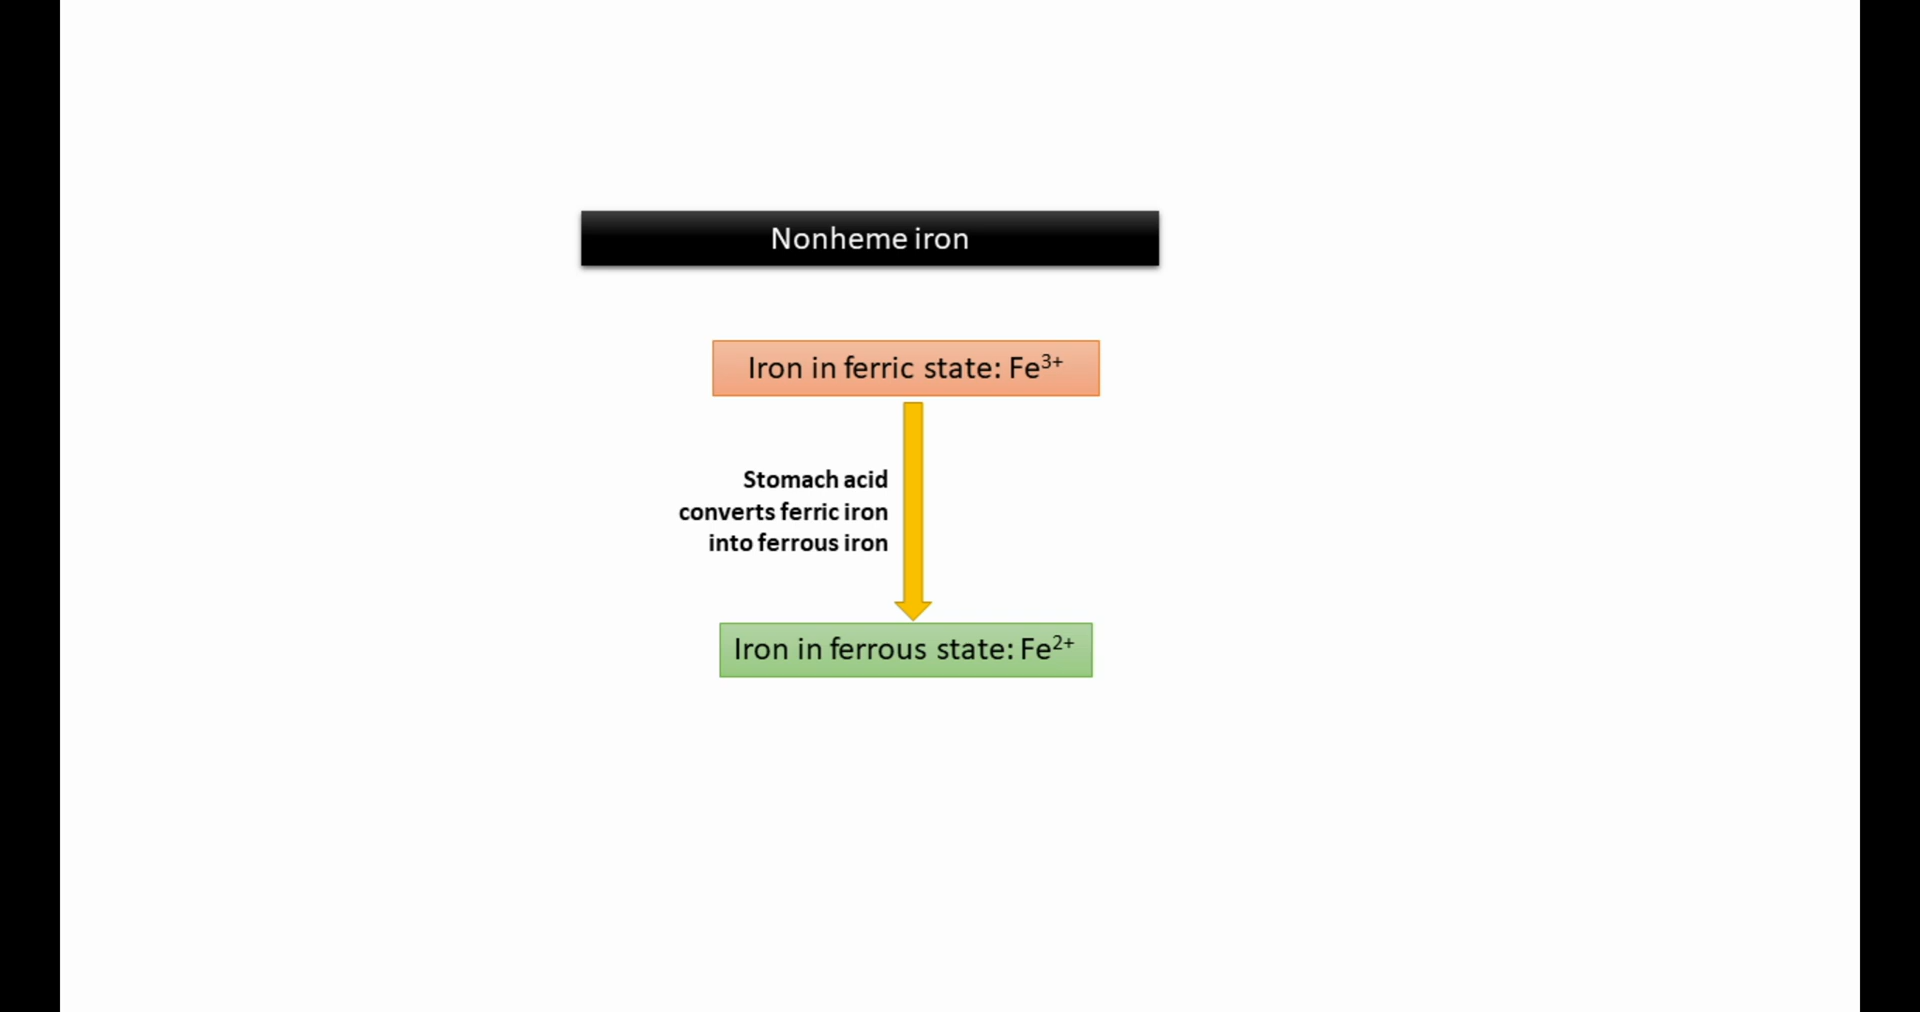 Nonheme iron
Iron in ferric state: Fe³⁺
Stomach acid
converts ferric iron
into ferrous iron
Iron in ferrous state: Fe²⁺